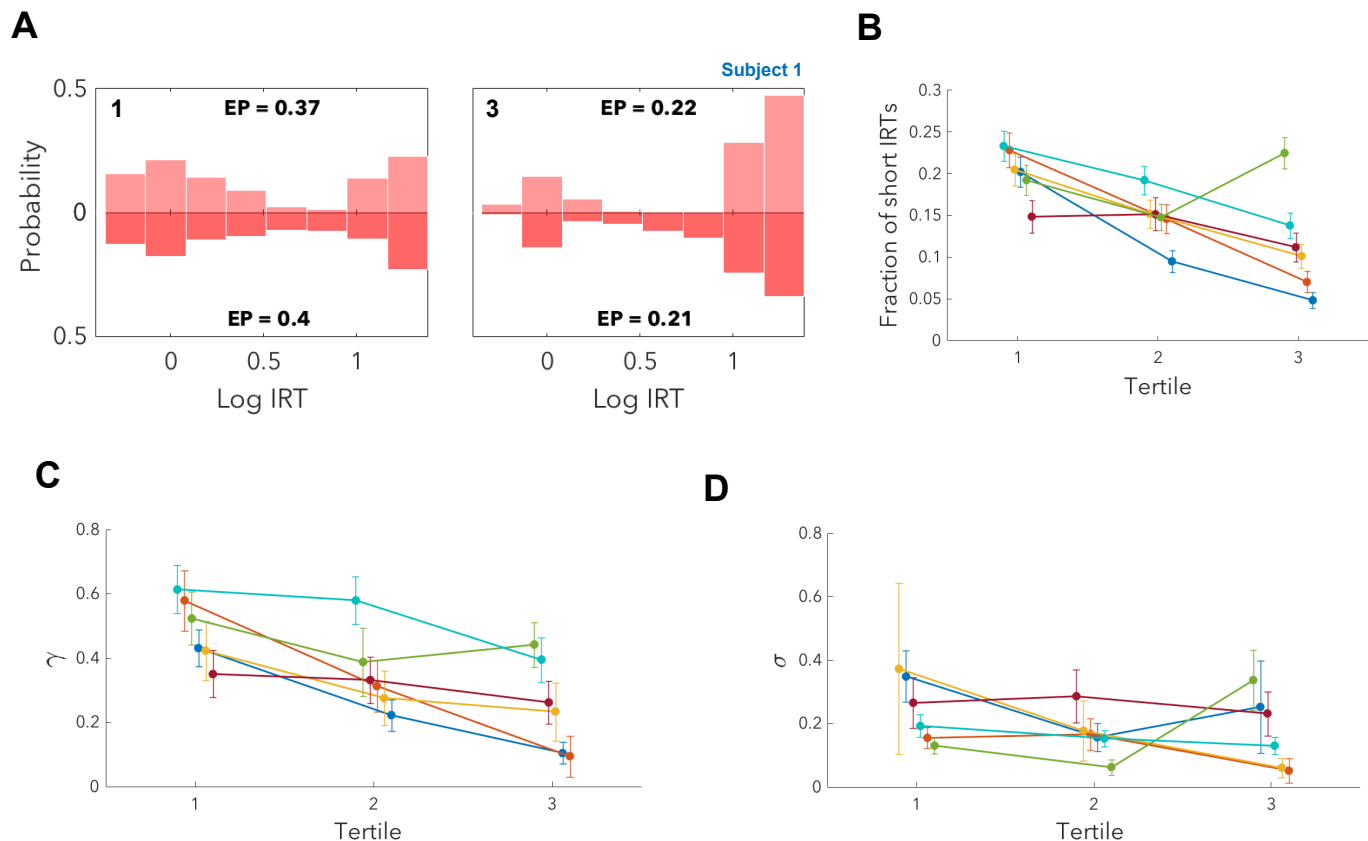 A
Subject 1
0.5
0
0.5
Probability
1
EP = 0.37
EP = 0.4
0
0.5
1
Log IRT
3
EP = 0.22
EP = 0.21
0
0.5
1
Log IRT
B
0.3
0.25
0.2
0.15
0.1
0.05
0
Fraction of short IRTs
1
2
3
Tertile
C
0.8
0.6
0.4
0.2
0
γ
1
2
3
Tertile
D
0.8
0.6
0.4
0.2
0
σ
1
2
3
Tertile